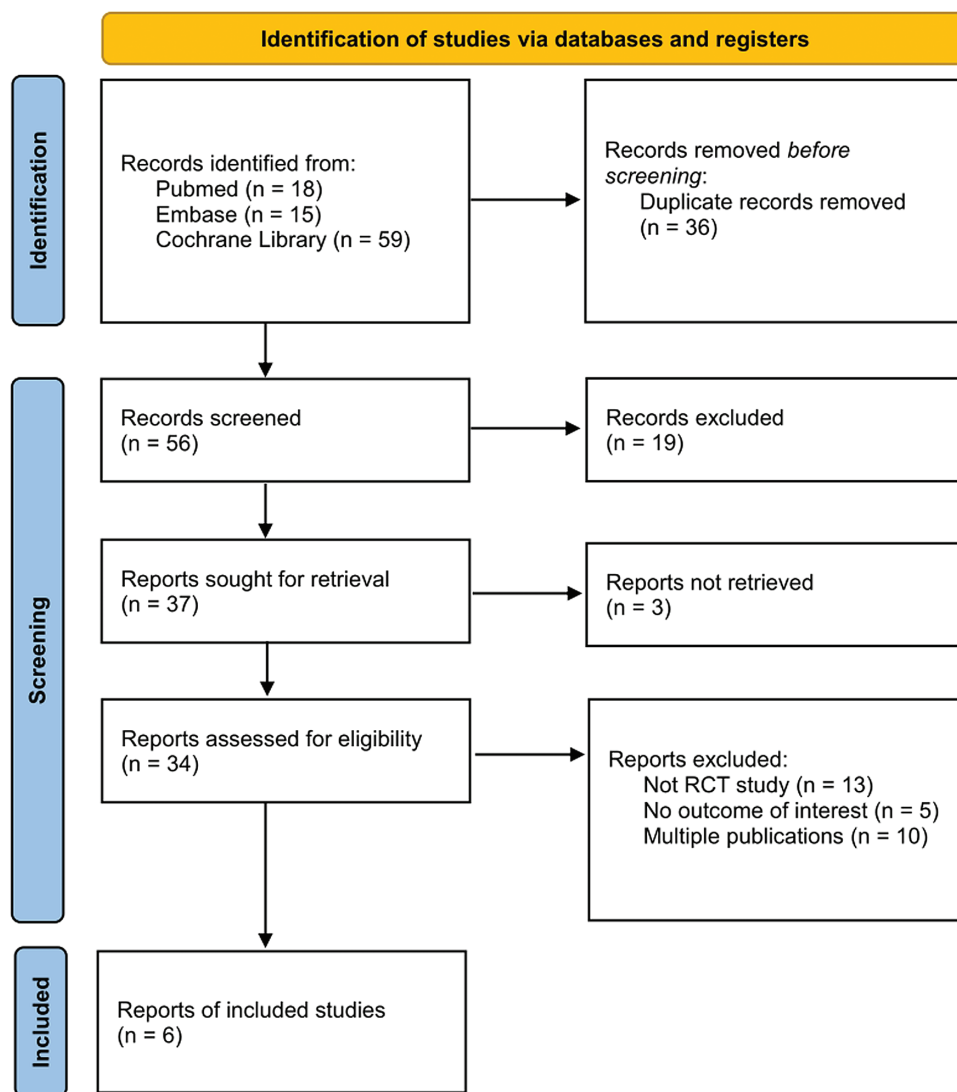 Identification of studies via databases and registers
Identification
Records identified from:
Pubmed (n = 18)
Embase (n = 15)
Cochrane Library (n = 59)
Records removed before
screening:
Duplicate records removed
(n = 36)
Screening
Records screened
(n = 56)
Records excluded
(n = 19)
Reports sought for retrieval
(n = 37)
Reports not retrieved
(n = 3)
Reports assessed for eligibility
(n = 34)
Reports excluded:
Not RCT study (n = 13)
No outcome of interest (n = 5)
Multiple publications (n = 10)
Included
Reports of included studies
(n = 6)